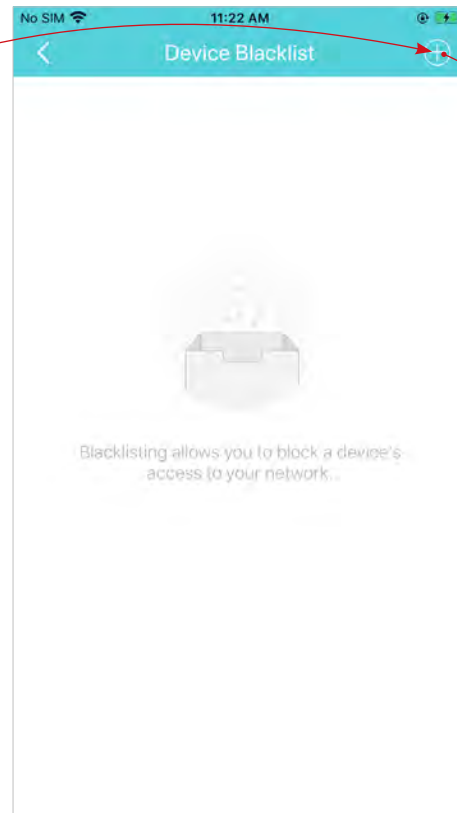 No SIM 11:22 AM
Device Blacklist
Blacklisting allows you to block a device's
access to your network.